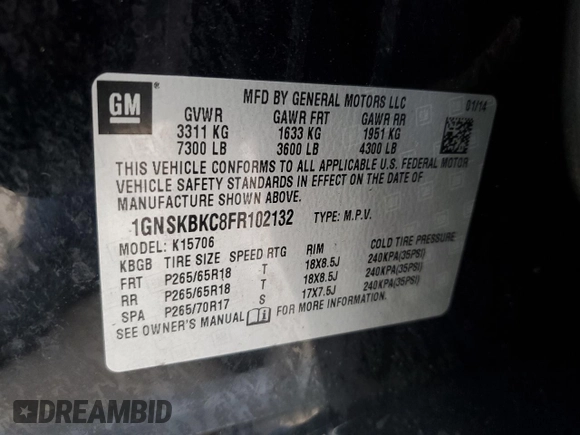 GM
MFD BY GENERAL MOTORS LLC 01/14
GVWR GAWR FRT GAWR RR
3311 KG 1633 KG 1951 KG
7300 LB 3600 LB 4300 LB
THIS VEHICLE CONFORMS TO ALL APPLICABLE U.S. FEDERAL MOTOR
VEHICLE SAFETY STANDARDS IN EFFECT ON THE DATE OF
MANUFACTURE SHOWN ABOVE.
1GNSKBKC8FR102132 TYPE: M.P.V.
MODEL: K15706
KBGB TIRE SIZE SPEED RTG RIM COLD TIRE PRESSURE
FRT P265/65R18 T 18X8.5J 240KPA(35PSI)
RR P265/65R18 T 18X8.5J 240KPA(35PSI)
SPA P265/70R17 S 17X7.5J 240KPA(35PSI)
SEE OWNER'S MANUAL FOR MORE INFORMATION.
DREAMBID